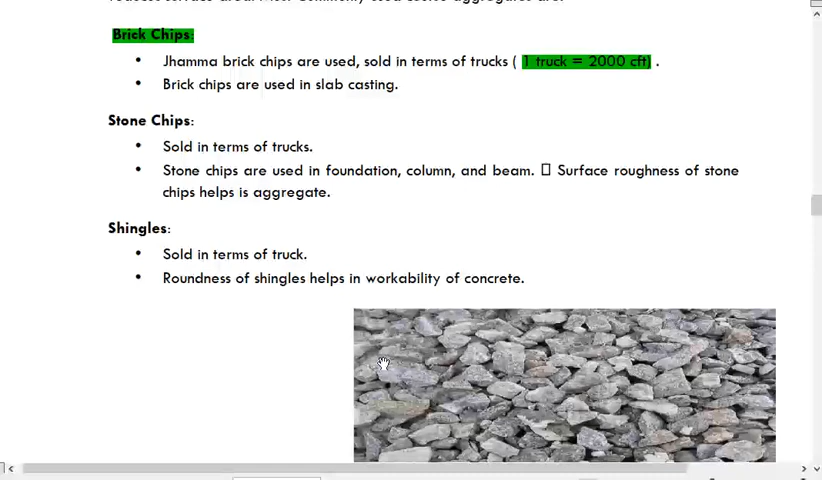 Brick Chips:
• Jhamma brick chips are used, sold in terms of trucks ( 1 truck = 2000 cft) .
• Brick chips are used in slab casting.
Stone Chips:
• Sold in terms of trucks.
• Stone chips are used in foundation, column, and beam. □ Surface roughness of stone
chips helps is aggregate.
Shingles:
• Sold in terms of truck.
• Roundness of shingles helps in workability of concrete.